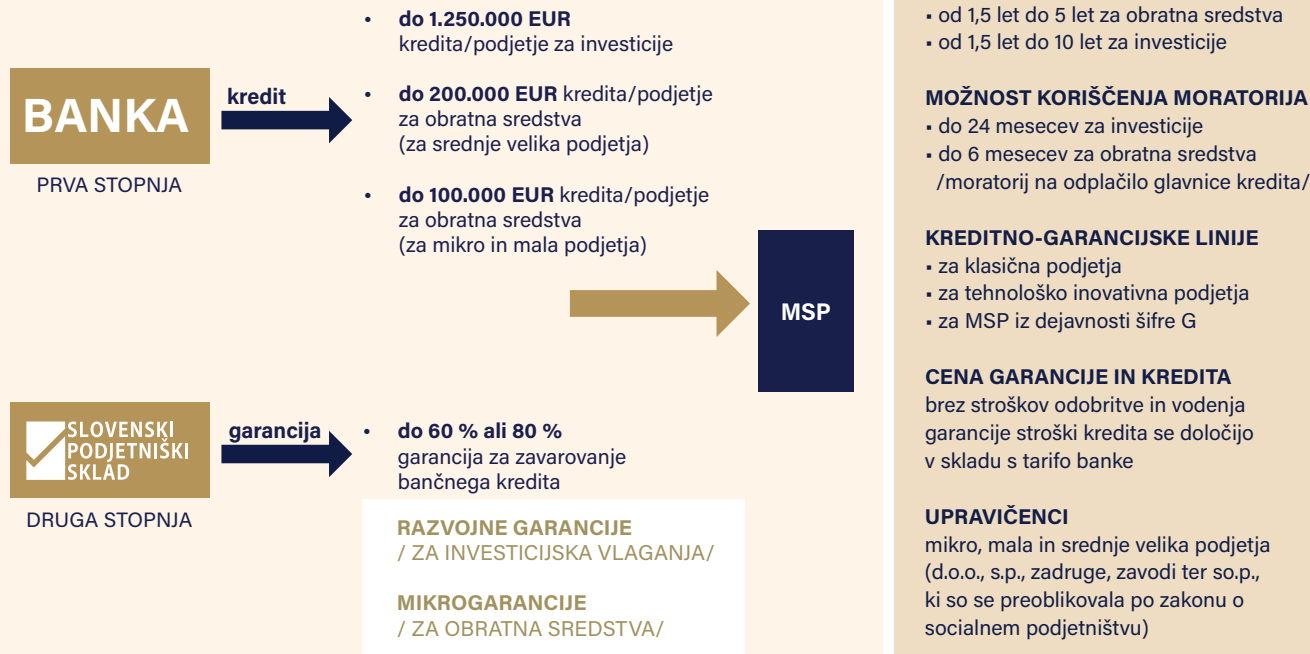 • do 1.250.000 EUR
kredita/podjetje za investicije
BANKA
kredit
PRVA STOPNJA
• do 200.000 EUR kredita/podjetje
za obratna sredstva
(za srednje velika podjetja)
• do 100.000 EUR kredita/podjetje
za obratna sredstva
(za mikro in mala podjetja)
MSP
SLOVENSKI
PODJETNIŠKI
SKLAD
garancija
DRUGA STOPNJA
• do 60 % ali 80 %
garancija za zavarovanje
bančnega kredita
RAZVOJNE GARANCIJE
/ ZA INVESTICIJSKA VLAGANJA/
MIKROGARANCIJE
/ ZA OBRATNA SREDSTVA/
▪ od 1,5 let do 5 let za obratna sredstva
▪ od 1,5 let do 10 let za investicije
MOŽNOST KORIŠČENJA MORATORIJA
▪ do 24 mesecev za investicije
▪ do 6 mesecev za obratna sredstva
/moratorij na odplačilo glavnice kredita/
KREDITNO-GARANCIJSKE LINIJE
▪ za klasična podjetja
▪ za tehnološko inovativna podjetja
▪ za MSP iz dejavnosti šifre G
CENA GARANCIJE IN KREDITA
brez stroškov odobritve in vodenja
garancije stroški kredita se določijo
v skladu s tarifo banke
UPRAVIČENCI
mikro, mala in srednje velika podjetja
(d.o.o., s.p., zadruge, zavodi ter so.p.,
ki so se preoblikovala po zakonu o
socialnem podjetništvu)